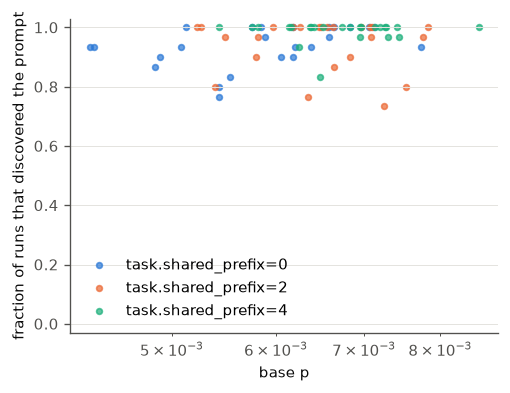 fraction of runs that discovered the prompt
1.0
0.8
0.6
0.4
0.2
0.0
task.shared_prefix=0
task.shared_prefix=2
task.shared_prefix=4
5 × 10⁻³
6 × 10⁻³
7 × 10⁻³
8 × 10⁻³
base p